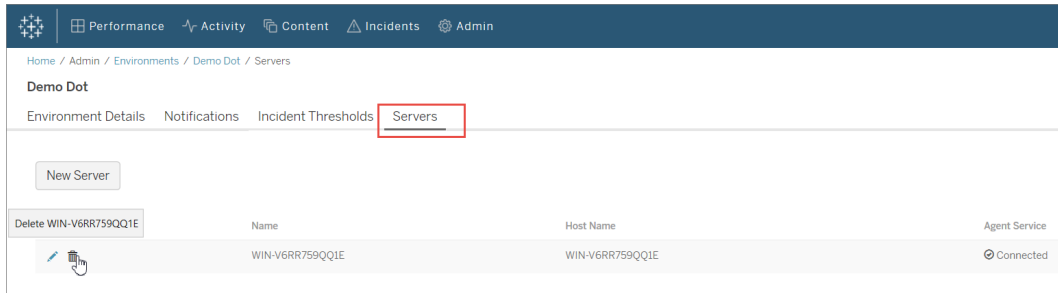 Performance Activity Content Incidents Admin
Home / Admin / Environments / Demo Dot / Servers
Demo Dot
Environment Details Notifications Incident Thresholds Servers
New Server
Delete WIN-V6RR759QQ1E
Name Host Name Agent Service
WIN-V6RR759QQ1E WIN-V6RR759QQ1E Connected